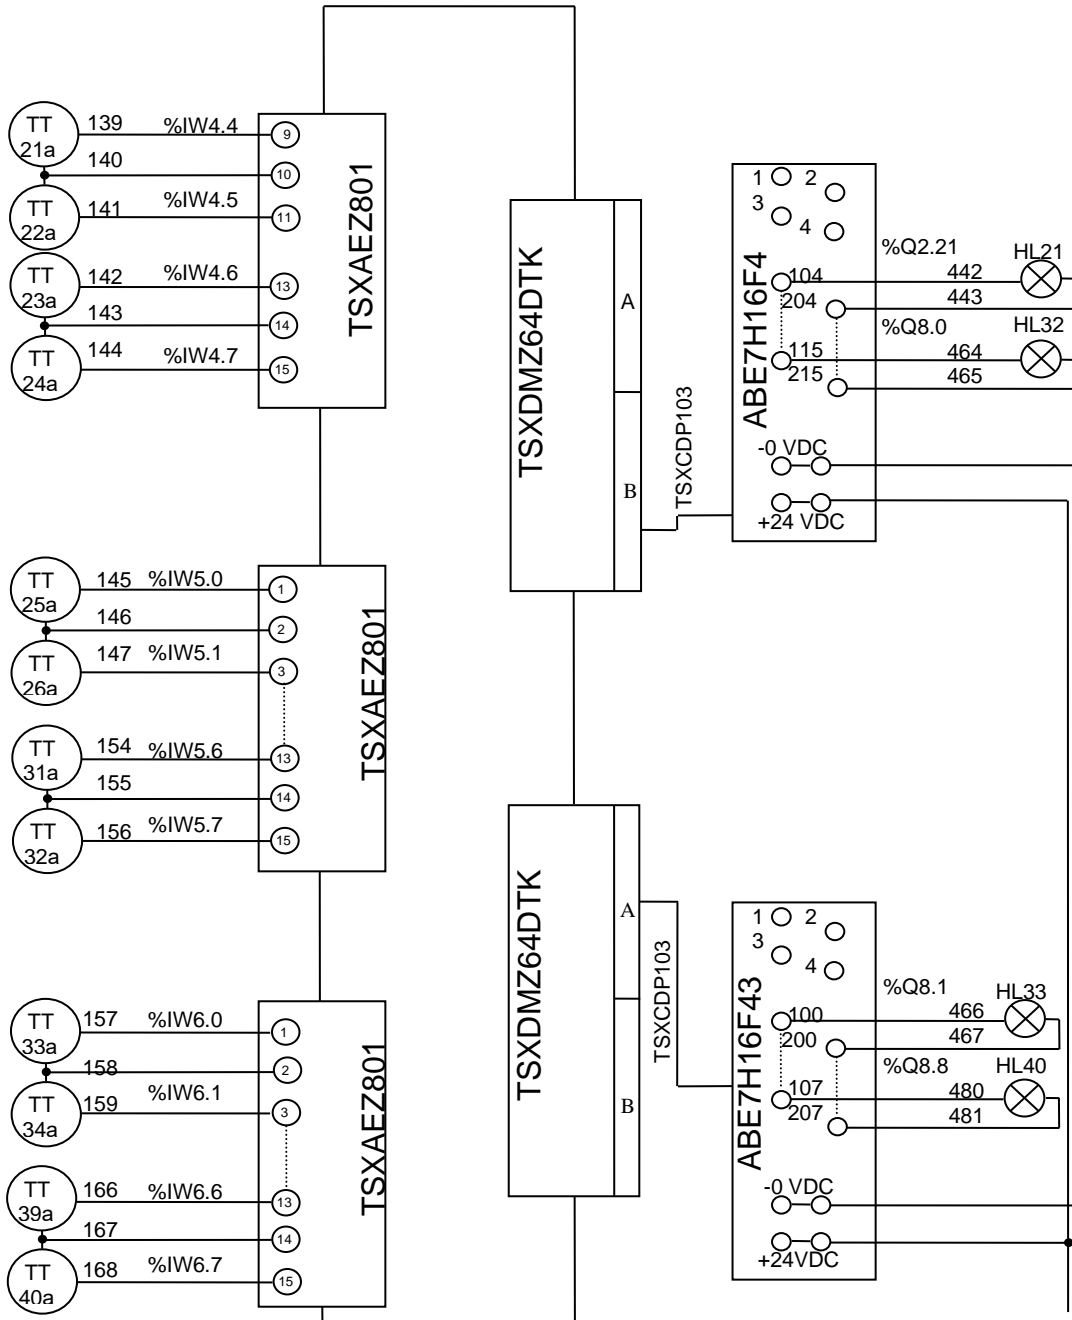 TT
21a
139
%IW4.4
9
140
10
TT
22a
141
%IW4.5
11
TT
23a
142
%IW4.6
13
143
14
TT
24a
144
%IW4.7
15
TSXAEZ801
TT
25a
145
%IW5.0
1
146
2
TT
26a
147
%IW5.1
3
TT
31a
154
%IW5.6
13
155
14
TT
32a
156
%IW5.7
15
TSXAEZ801
TT
33a
157
%IW6.0
1
158
2
TT
34a
159
%IW6.1
3
TT
39a
166
%IW6.6
13
167
14
TT
40a
168
%IW6.7
15
TSXAEZ801
TSXDMZ64DTK
A
B
TSXCDP103
ABE7H16F4
1 2
3
4
104
204
115
215
-0 VDC
+24 VDC
%Q2.21
442
HL21
443
%Q8.0
464
HL32
465
TSXDMZ64DTK
A
B
TSXCDP103
ABE7H16F43
1 2
3
4
100
200
107
207
-0 VDC
+24VDC
%Q8.1
466
HL33
467
%Q8.8
480
HL40
481